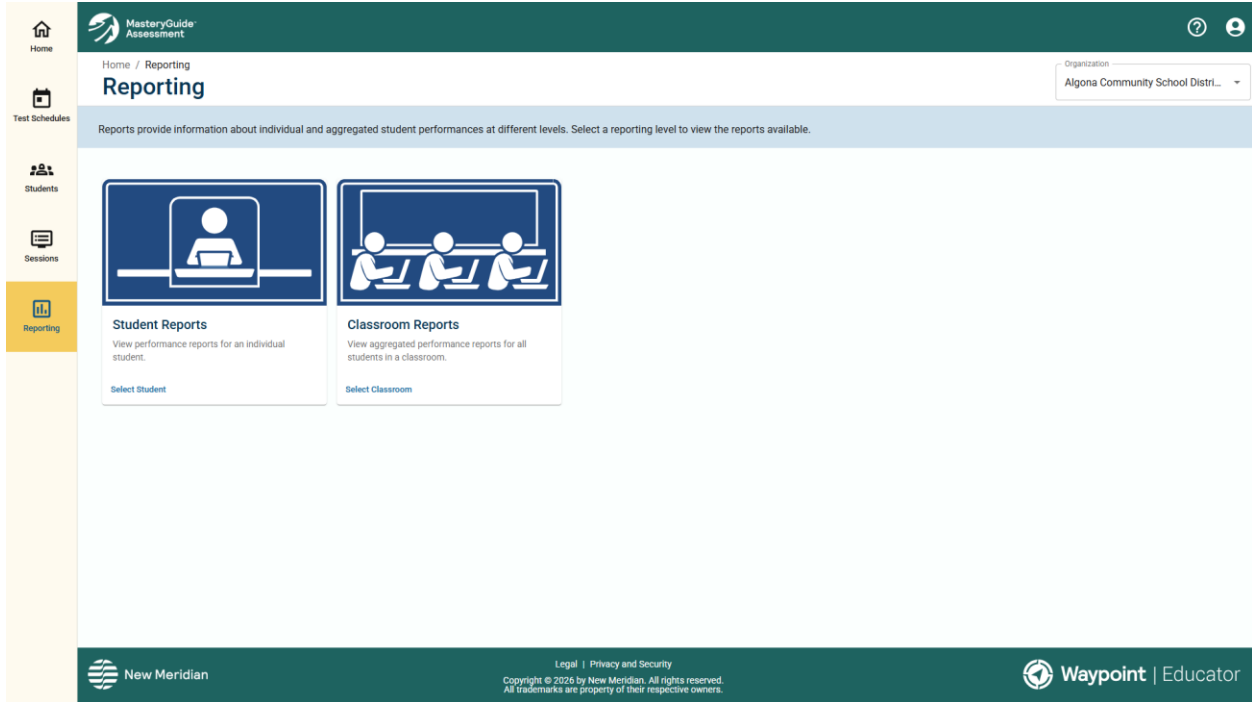 Home
Test Schedules
Students
Sessions
Reporting
MasteryGuide
Assessment
Home / Reporting
Reporting
Organization
Algona Community School Distri...
Reports provide information about individual and aggregated student performances at different levels. Select a reporting level to view the reports available.
Student Reports
View performance reports for an individual
student.
Select Student
Classroom Reports
View aggregated performance reports for all
students in a classroom.
Select Classroom
New Meridian
Legal | Privacy and Security
Copyright © 2026 by New Meridian. All rights reserved.
All trademarks are property of their respective owners.
Waypoint | Educator